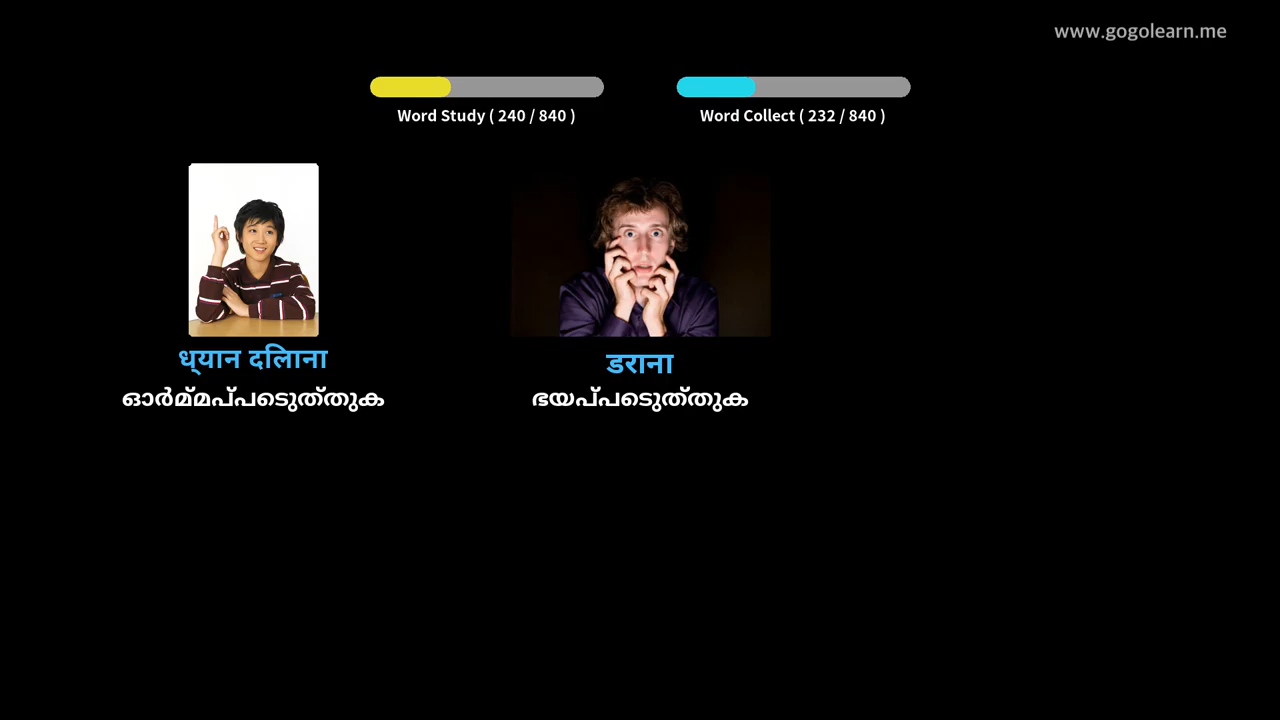 www.gogolearn.me
Word Study ( 240 / 840 )
Word Collect ( 232 / 840 )
ध्यान दिलाना
डराना
ഓർമ്മപ്പെടുത്തുക
ഭയപ്പെടുത്തുക